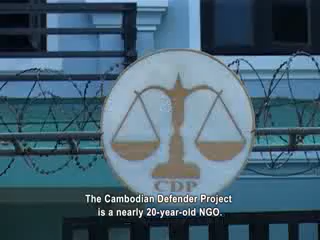 CDP
The Cambodian Defender Project
is a nearly 20-year-old NGO.